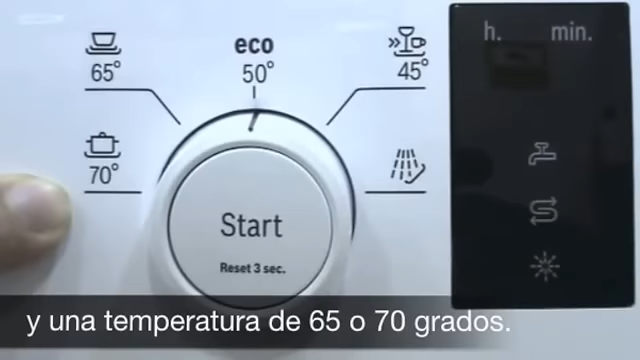 eco
h. min.
65°
50°
45°
70°
Start
Reset 3 sec.
y una temperatura de 65 o 70 grados.